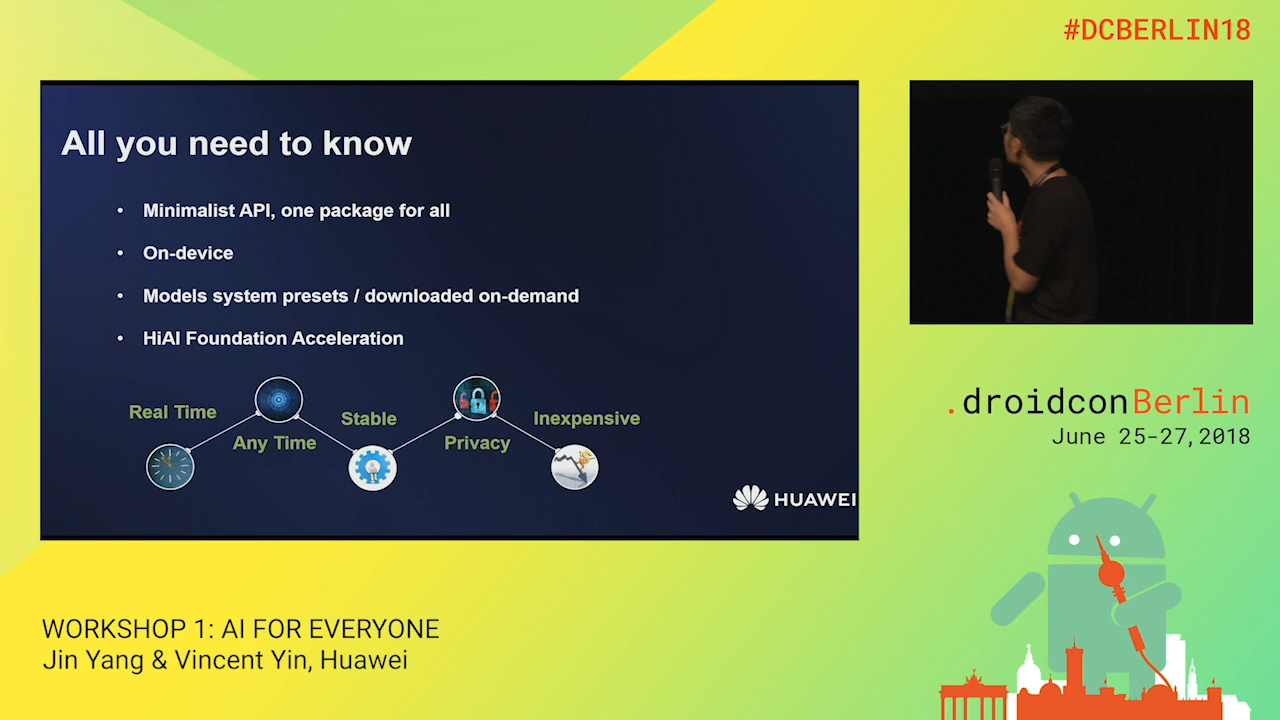 #DCBERLIN18
All you need to know
• Minimalist API, one package for all
• On-device
• Models system presets / downloaded on-demand
• HiAI Foundation Acceleration
Real Time
Any Time
Stable
Privacy
Inexpensive
HUAWEI
.droidconBerlin
June 25-27,2018
WORKSHOP 1: AI FOR EVERYONE
Jin Yang & Vincent Yin, Huawei